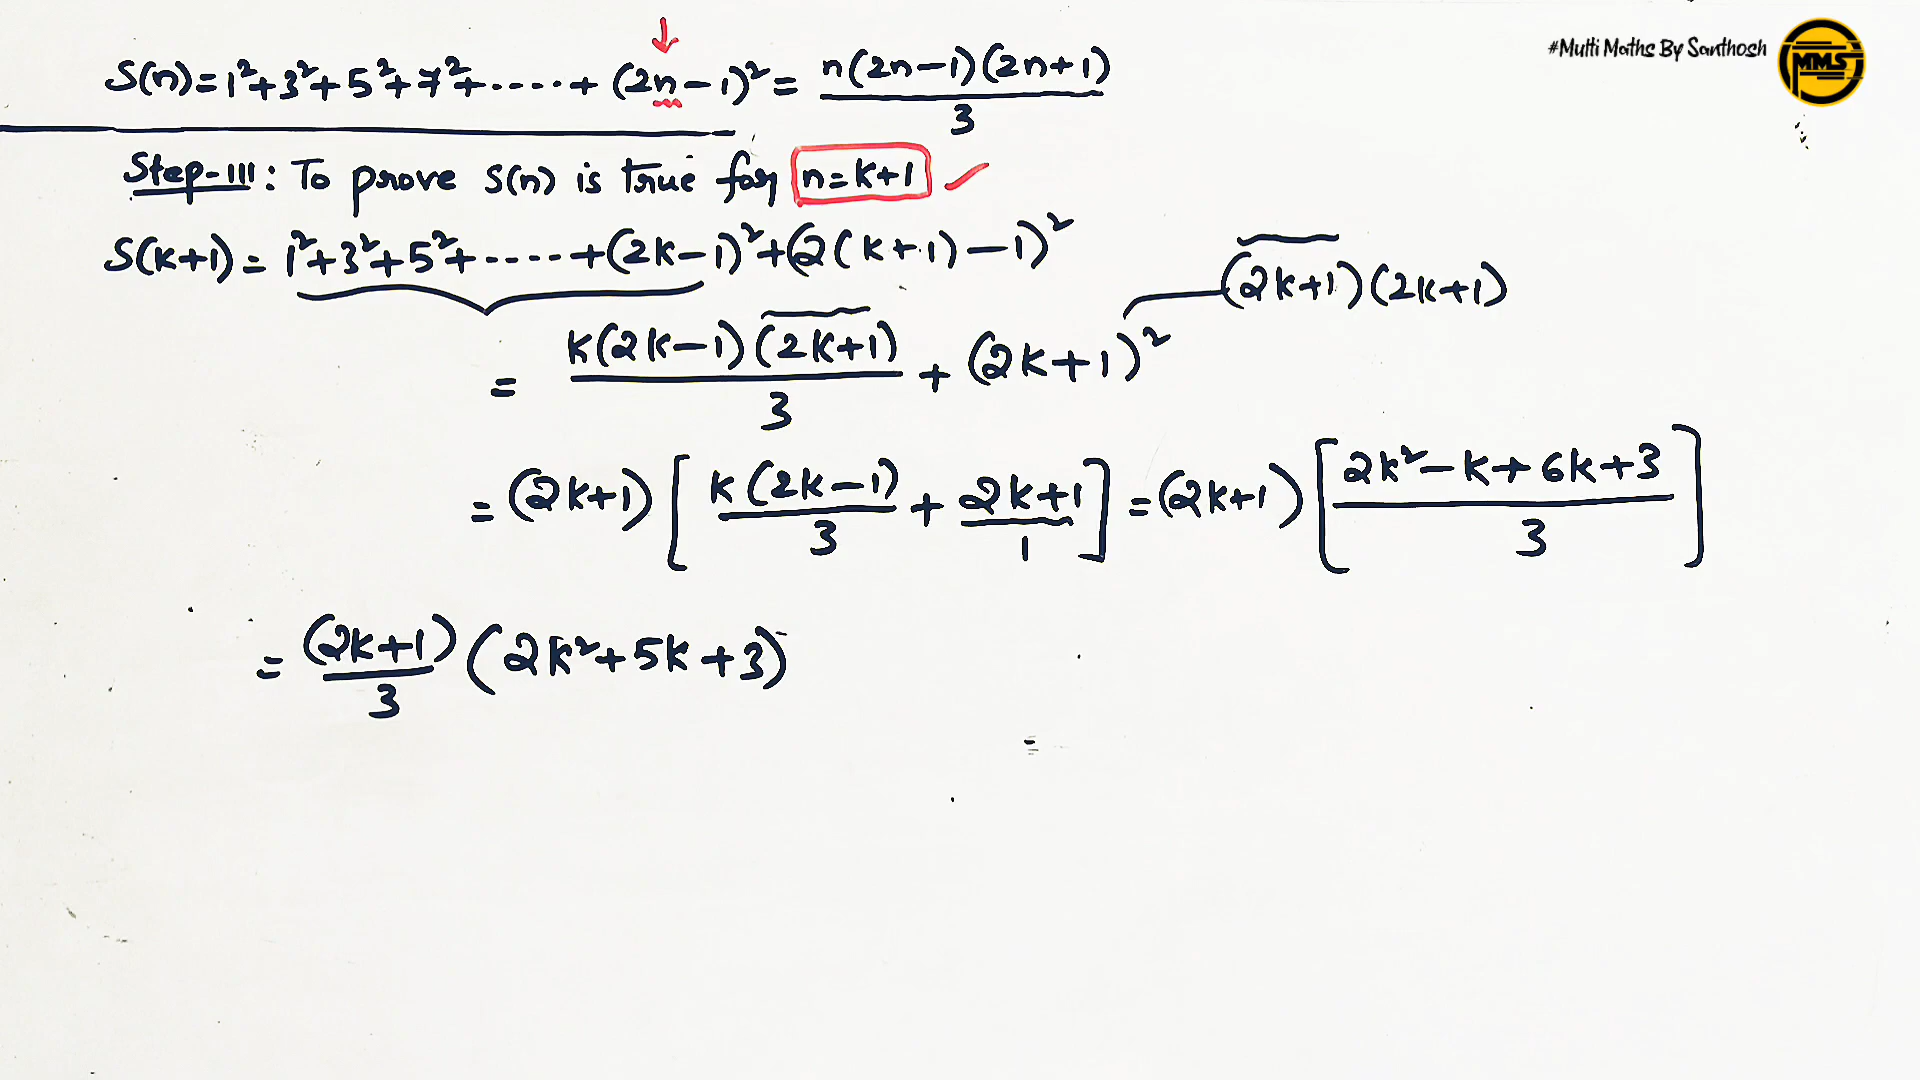 #Multi Maths By Santhosh
MMS
S(n) = 1² + 3² + 5² + 7² + ..... + (2n - 1)² = n(2n-1)(2n+1) / 3
Step-III : To prove S(n) is true for n = k+1 ✓
S(k+1) = 1² + 3² + 5² + ..... + (2k-1)² + (2(k+1) - 1)²
(2k+1)(2k+1)
= k(2k-1)(2k+1) / 3 + (2k+1)²
= (2k+1) [ k(2k-1) / 3 + 2k+1 / 1 ] = (2k+1) [ 2k² - k + 6k + 3 / 3 ]
= (2k+1) / 3 (2k² + 5k + 3)